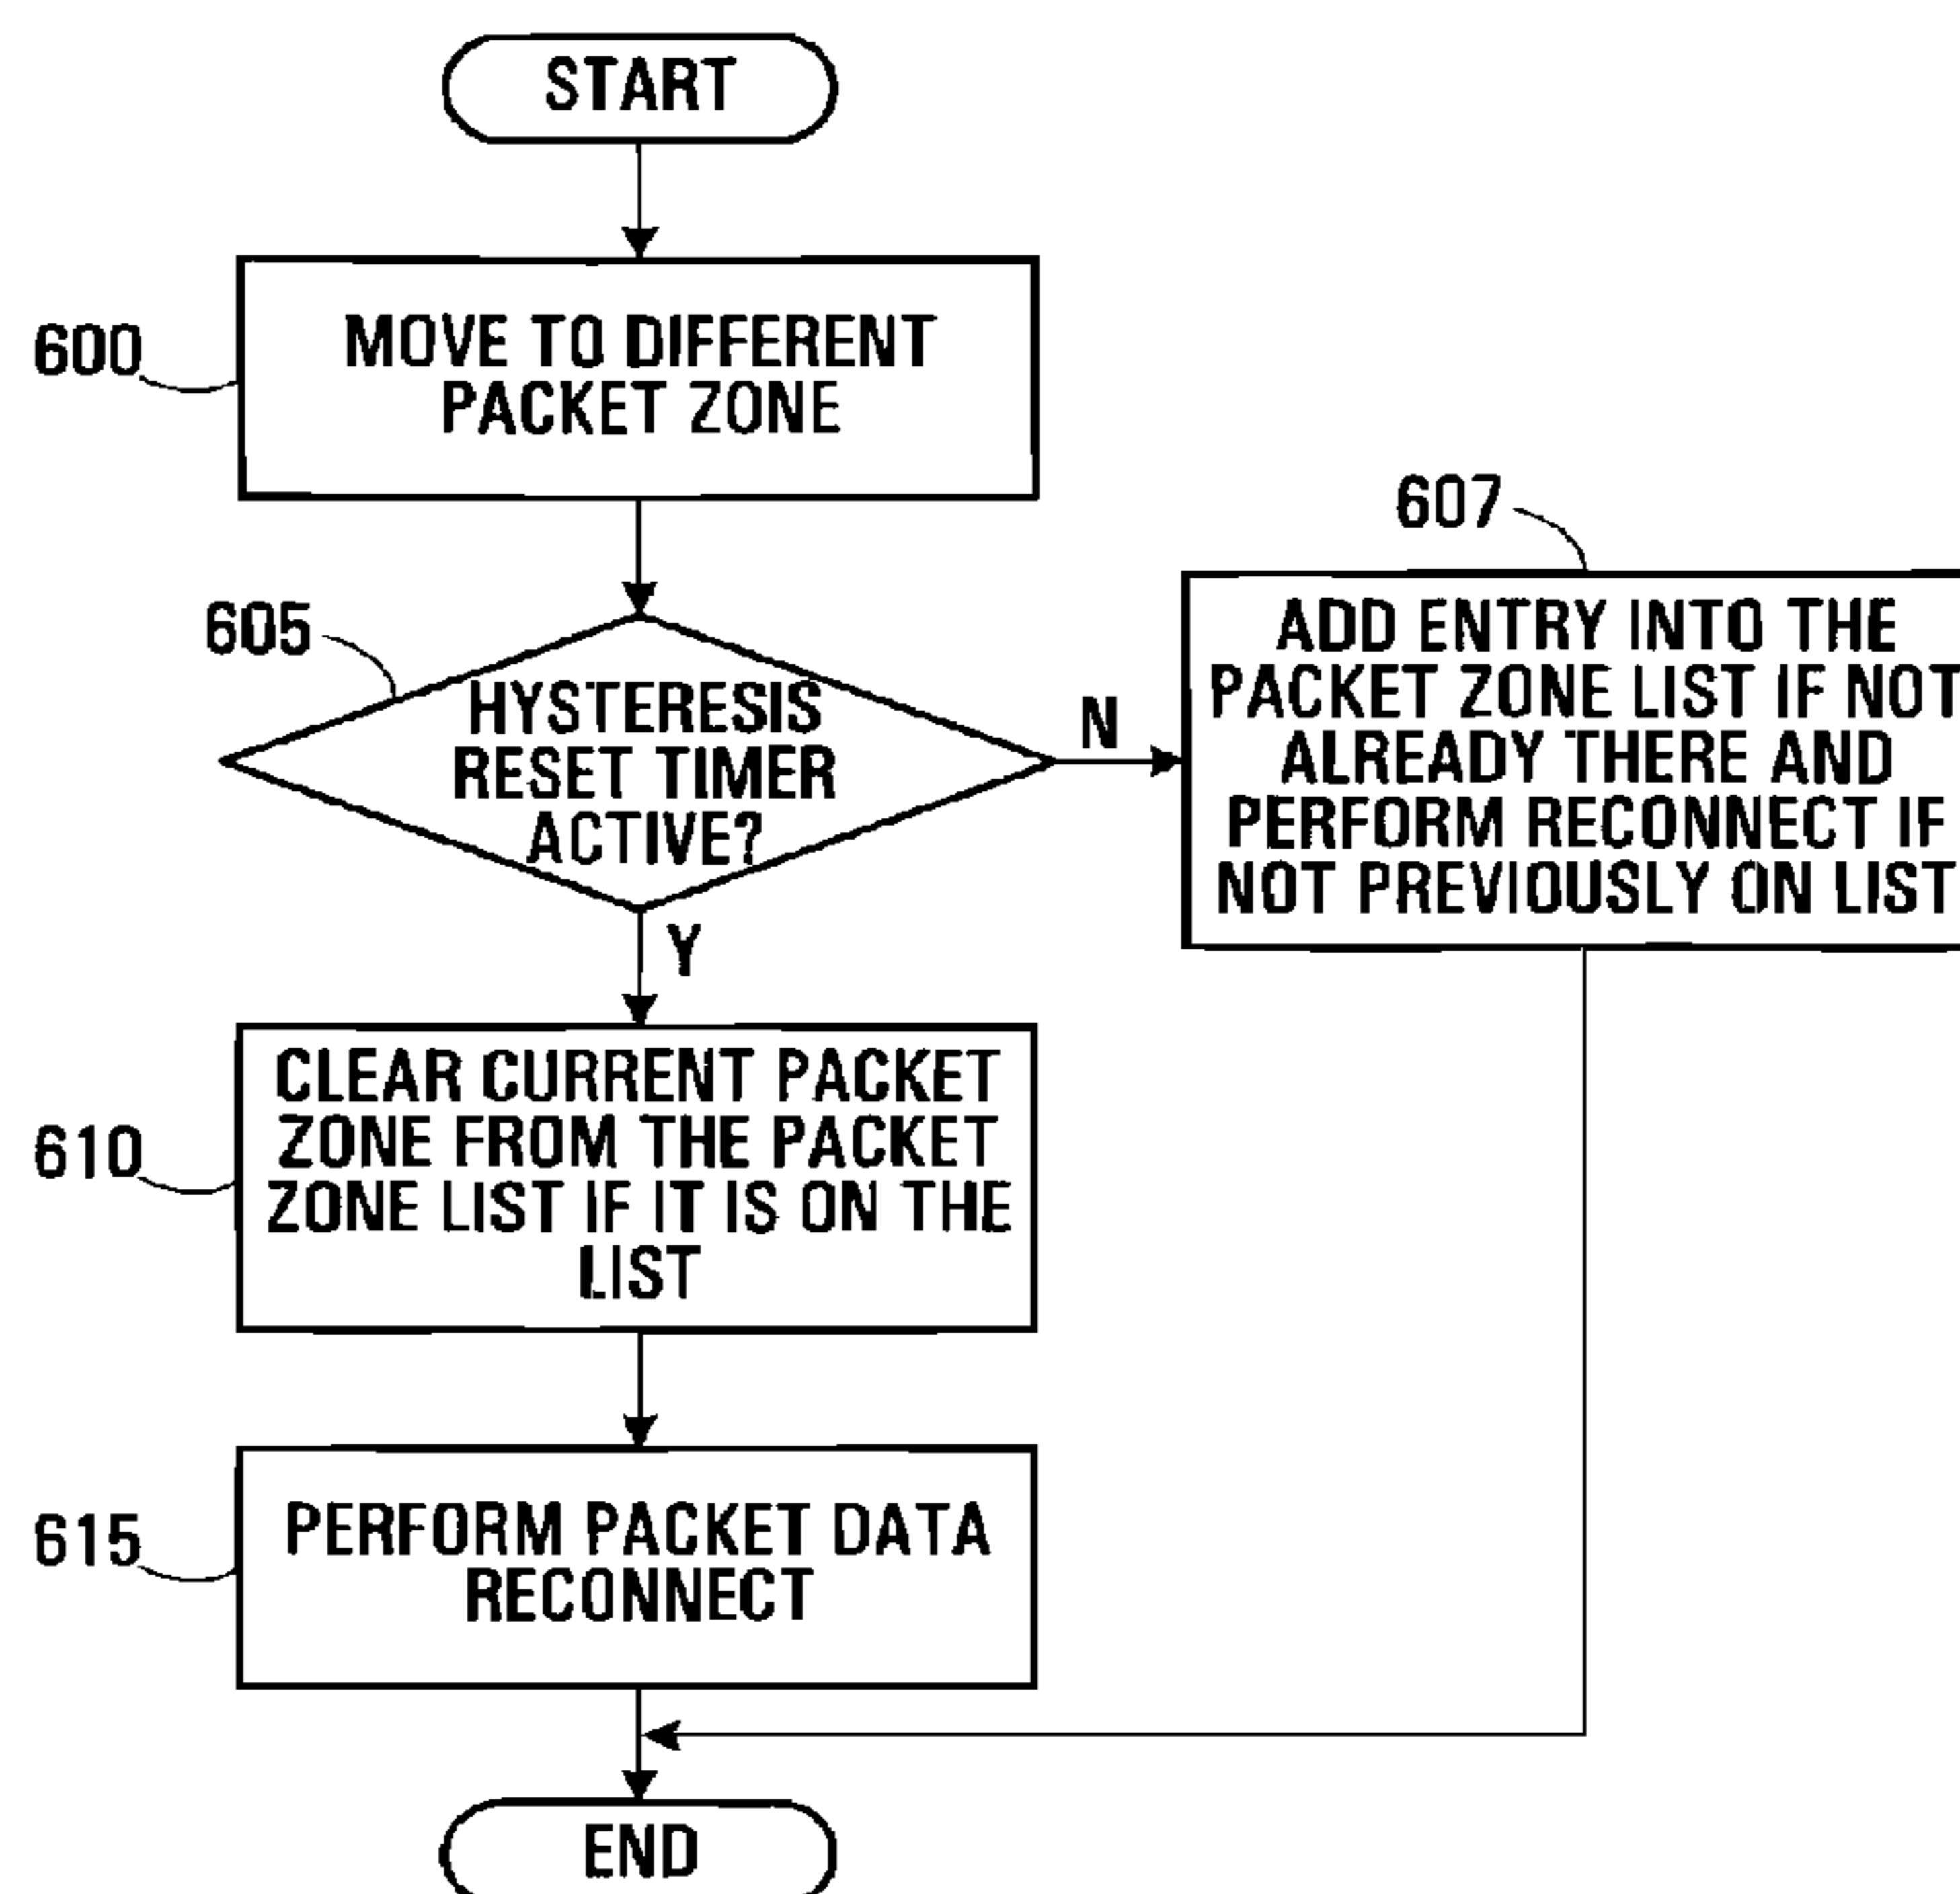 START
600
MOVE TO DIFFERENT
PACKET ZONE
605
HYSTERESIS
RESET TIMER
ACTIVE?
N
607
ADD ENTRY INTO THE
PACKET ZONE LIST IF NOT
ALREADY THERE AND
PERFORM RECONNECT IF
NOT PREVIOUSLY ON LIST
Y
610
CLEAR CURRENT PACKET
ZONE FROM THE PACKET
ZONE LIST IF IT IS ON THE
LIST
615
PERFORM PACKET DATA
RECONNECT
END